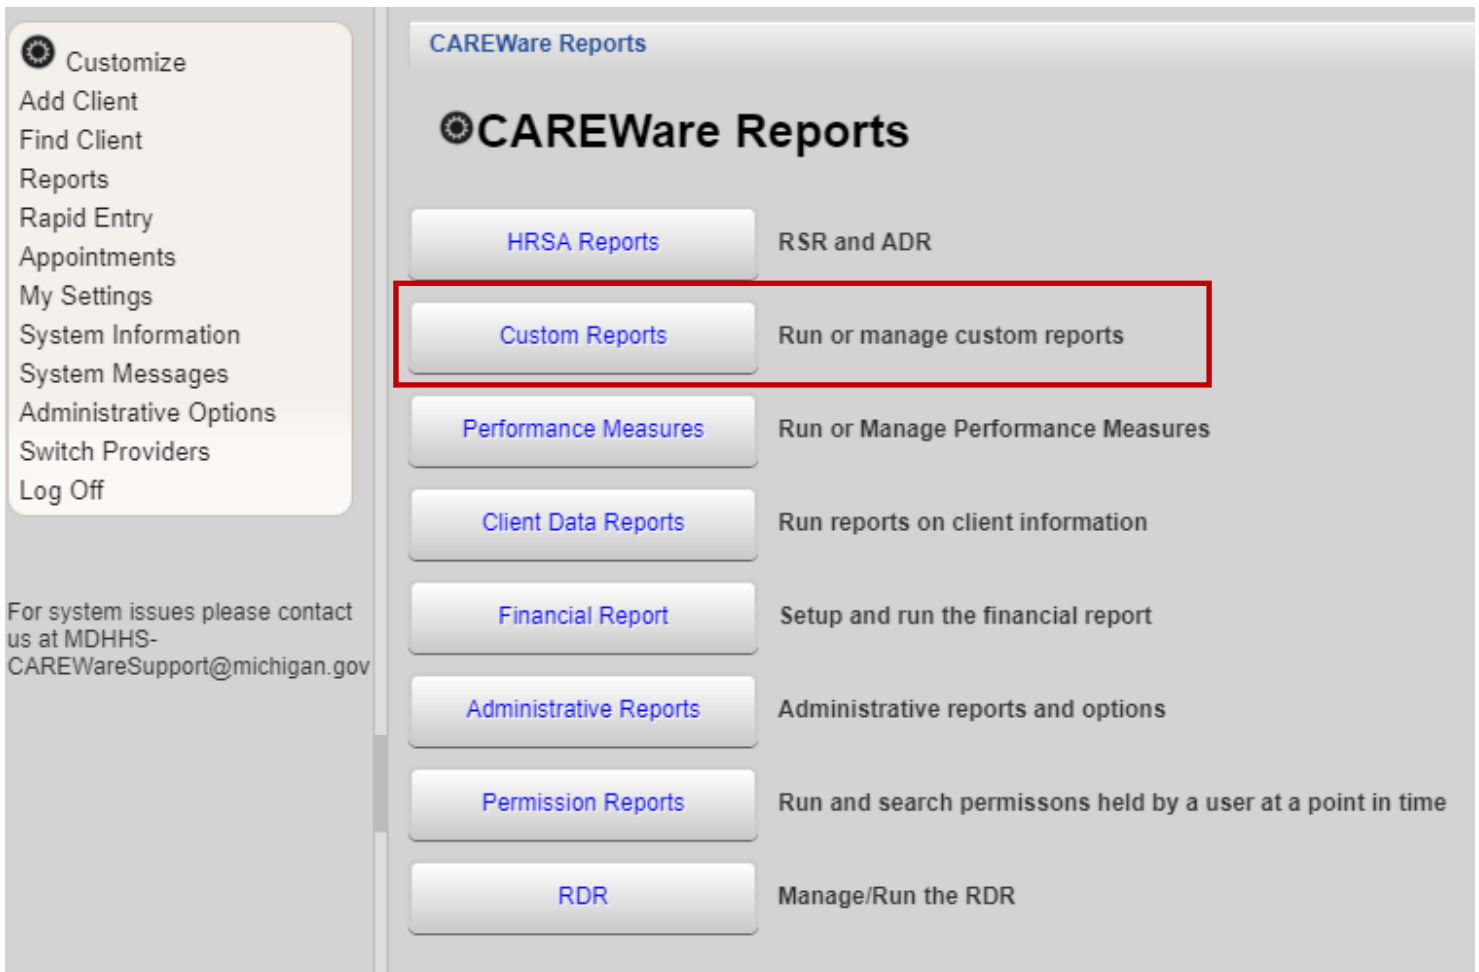 Customize
Add Client
Find Client
Reports
Rapid Entry
Appointments
My Settings
System Information
System Messages
Administrative Options
Switch Providers
Log Off
For system issues please contact
us at MDHHS-
CAREWareSupport@michigan.gov
CAREWare Reports
CAREWare Reports
HRSA Reports RSR and ADR
Custom Reports Run or manage custom reports
Performance Measures Run or Manage Performance Measures
Client Data Reports Run reports on client information
Financial Report Setup and run the financial report
Administrative Reports Administrative reports and options
Permission Reports Run and search permissons held by a user at a point in time
RDR Manage/Run the RDR